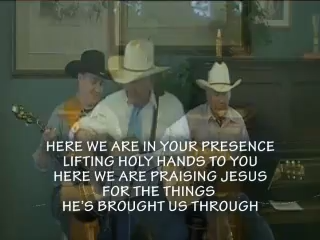 HERE WE ARE IN YOUR PRESENCE
LIFTING HOLY HANDS TO YOU
HERE WE ARE PRAISING JESUS
FOR THE THINGS
HE'S BROUGHT US THROUGH